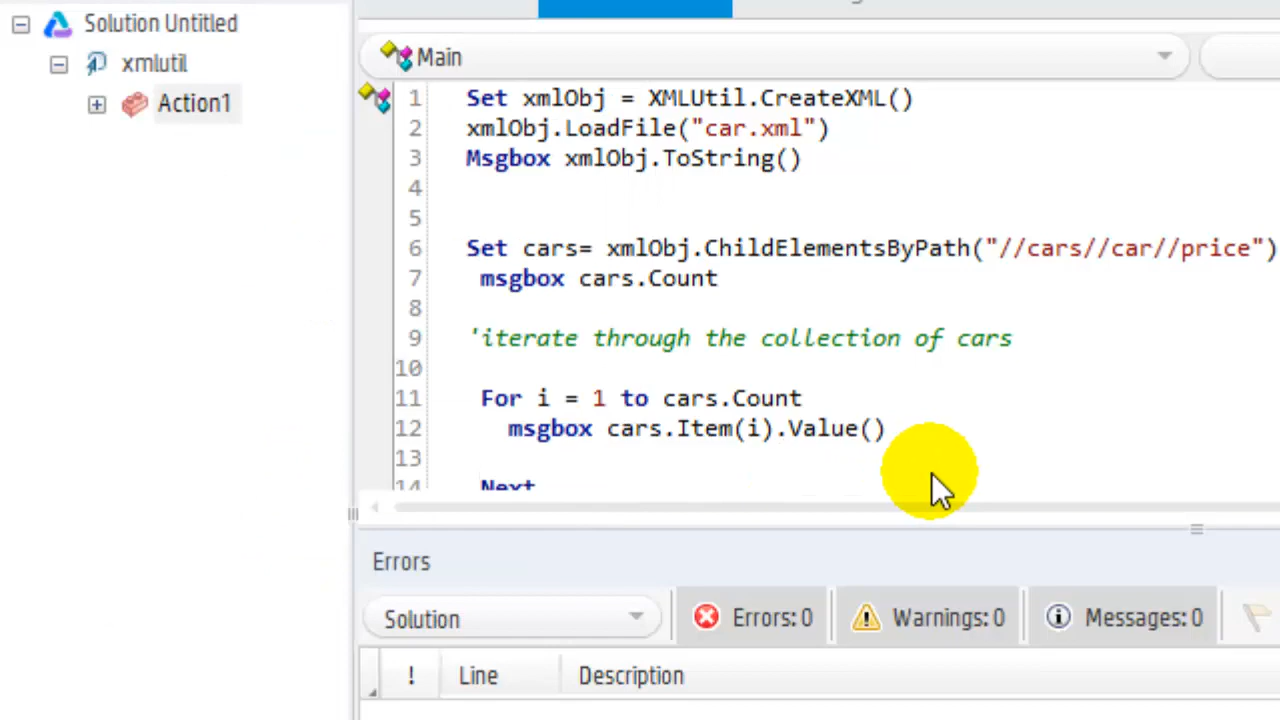 Solution Untitled
xmlutil
Action1
Main
1 Set xmlObj = XMLUtil.CreateXML()
2 xmlObj.LoadFile("car.xml")
3 Msgbox xmlObj.ToString()
4
5
6 Set cars= xmlObj.ChildElementsByPath("//cars//car//price")
7 msgbox cars.Count
8
9 'iterate through the collection of cars
10
11 For i = 1 to cars.Count
12 msgbox cars.Item(i).Value()
13
14 Next
Errors
Solution Errors: 0 Warnings: 0 Messages: 0
! Line Description